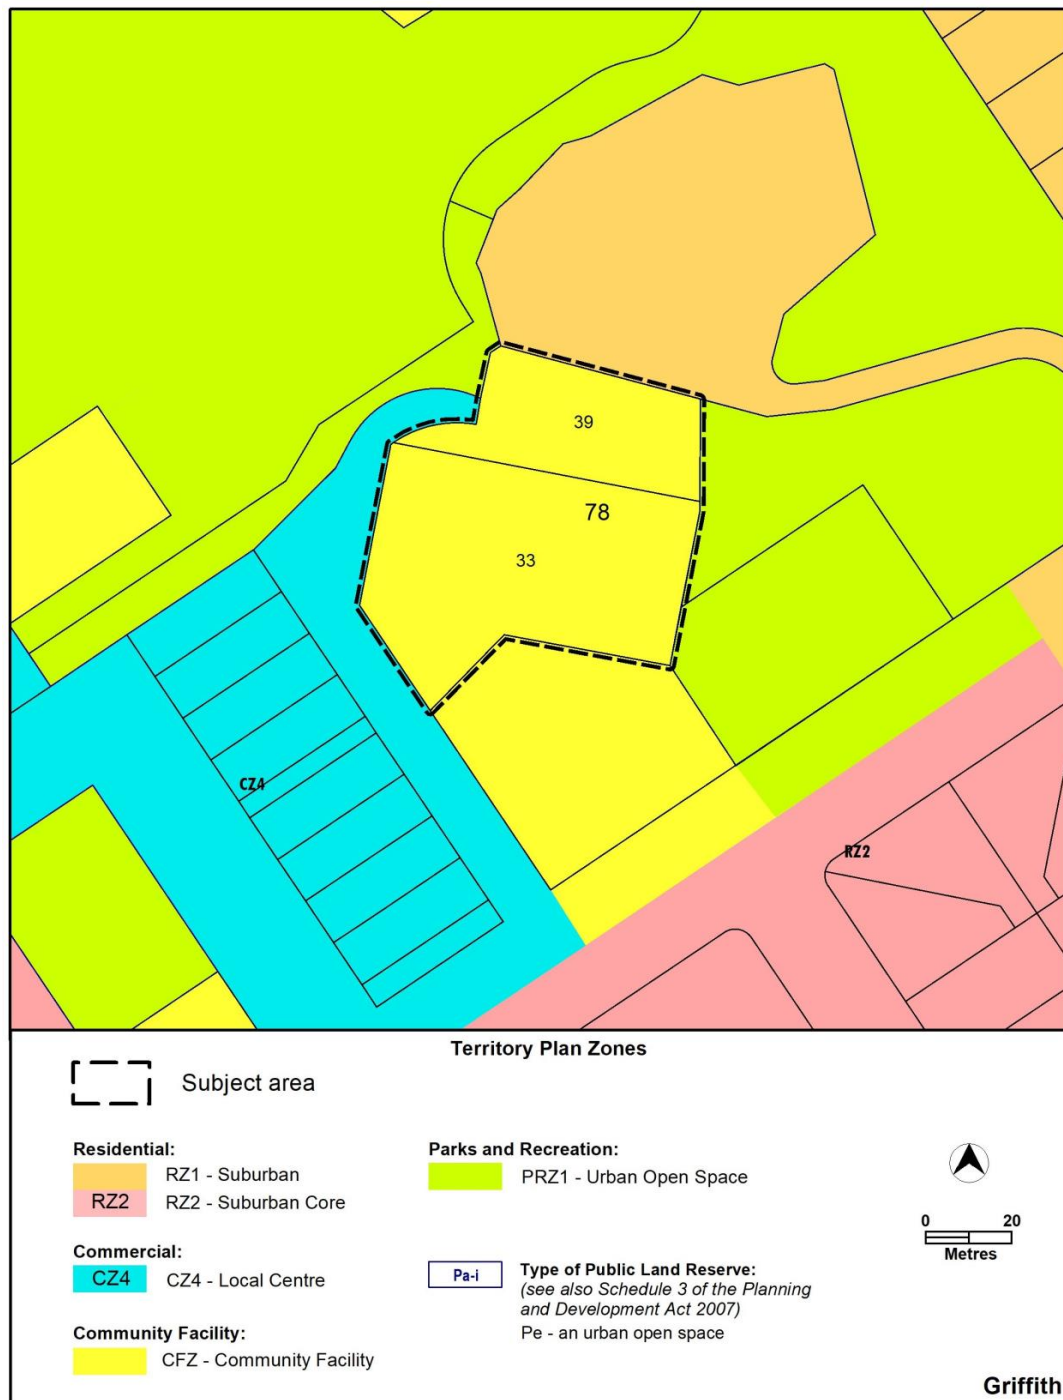 39
78
33
CZ4
RZ2
Territory Plan Zones
Subject area
Residential:
RZ1 - Suburban
RZ2 RZ2 - Suburban Core
Commercial:
CZ4 CZ4 - Local Centre
Community Facility:
CFZ - Community Facility
Parks and Recreation:
PRZ1 - Urban Open Space
Pa-i Type of Public Land Reserve:
(see also Schedule 3 of the Planning
and Development Act 2007)
Pe - an urban open space
0 20
Metres
Griffith